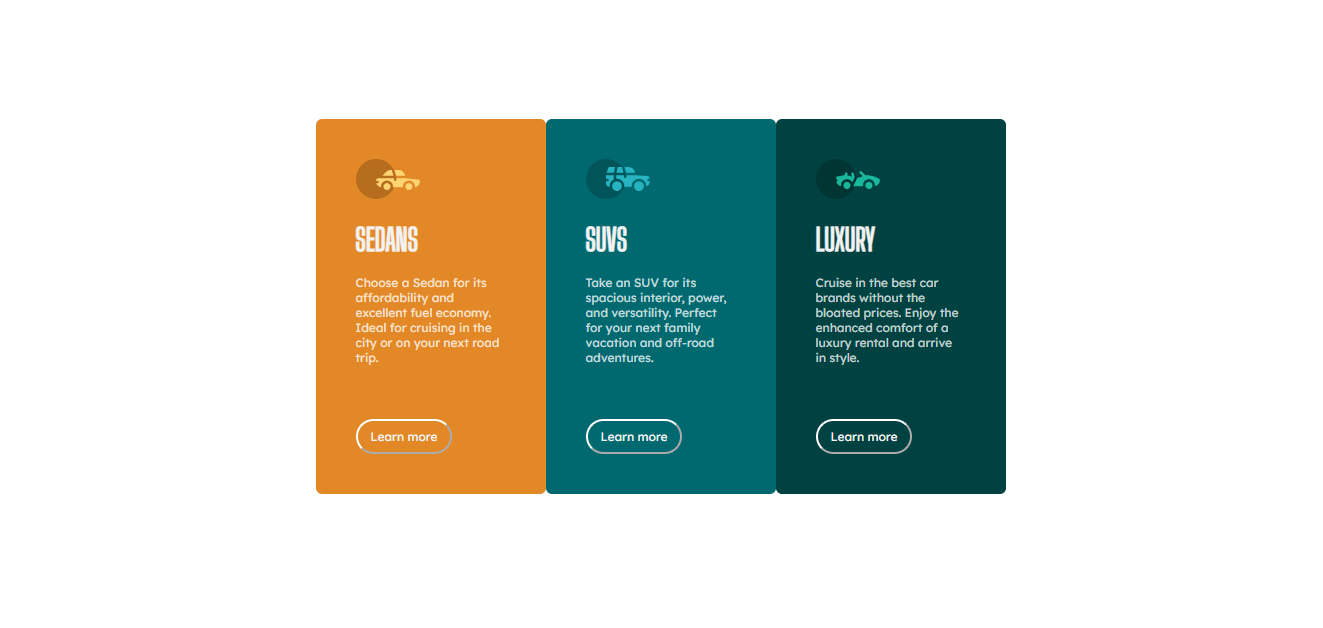 SEDANS
Choose a Sedan for its
affordability and
excellent fuel economy.
Ideal for cruising in the
city or on your next road
trip.
Learn more
SUVS
Take an SUV for its
spacious interior, power,
and versatility. Perfect
for your next family
vacation and off-road
adventures.
Learn more
LUXURY
Cruise in the best car
brands without the
bloated prices. Enjoy the
enhanced comfort of a
luxury rental and arrive
in style.
Learn more